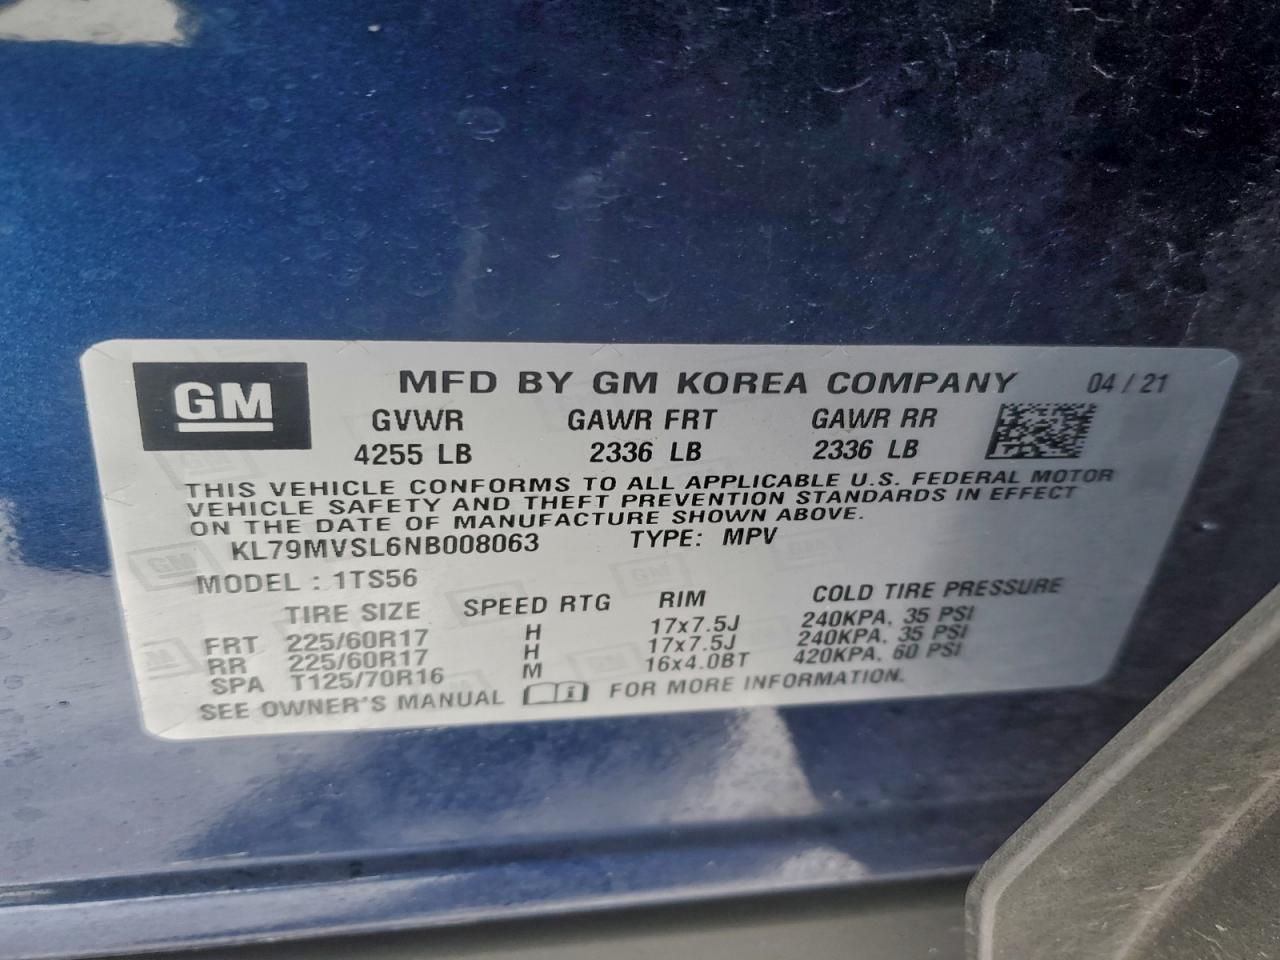 GM
MFD BY GM KOREA COMPANY 04 / 21
GVWR GAWR FRT GAWR RR
4255 LB 2336 LB 2336 LB
THIS VEHICLE CONFORMS TO ALL APPLICABLE U.S. FEDERAL MOTOR
VEHICLE SAFETY AND THEFT PREVENTION STANDARDS IN EFFECT
ON THE DATE OF MANUFACTURE SHOWN ABOVE.
KL79MVSL6NB008063 TYPE: MPV
MODEL : 1TS56
TIRE SIZE SPEED RTG RIM COLD TIRE PRESSURE
FRT 225/60R17 H 17x7.5J 240KPA, 35 PSI
RR 225/60R17 H 17x7.5J 240KPA, 35 PSI
SPA T125/70R16 M 16x4.0BT 420KPA, 60 PSI
SEE OWNER'S MANUAL FOR MORE INFORMATION.